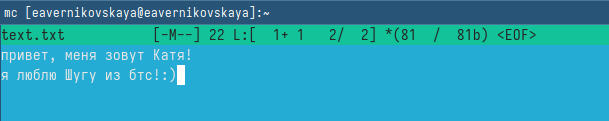 mc [eavernikovskaya@eavernikovskaya]:~
text.txt [-M--] 22 L:[ 1+ 1 2/ 2] *(81 / 81b) <EOF>
привет, меня зовут Катя!
я люблю Шугу из бтс!:)